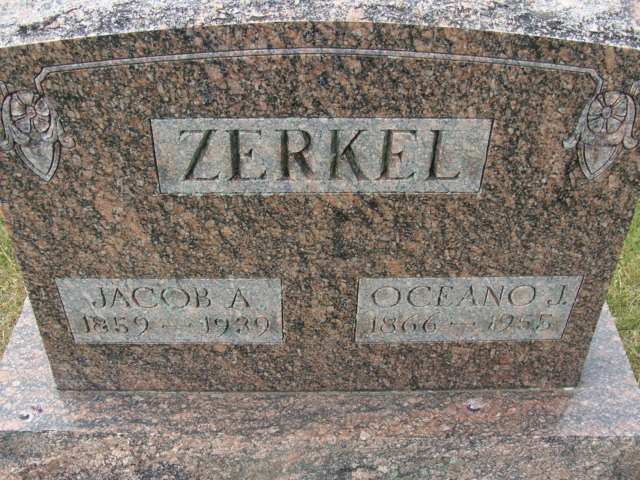 ZERKEL
JACOB A
1859 — 1939
OCEANO J.
1866 — 1955